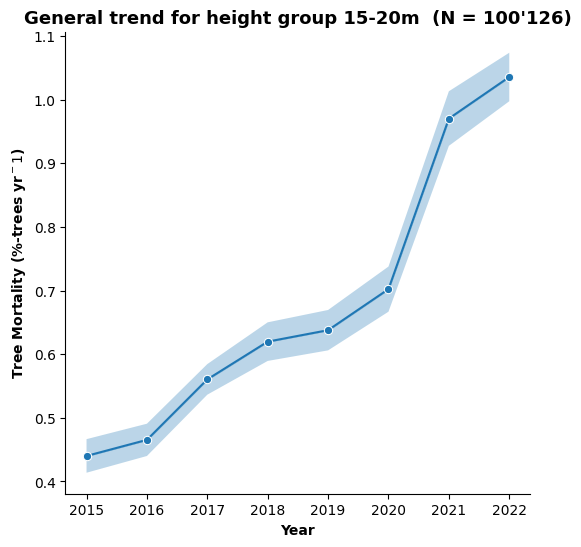 General trend for height group 15-20m  (N = 100'126)
Tree Mortality (%-trees yr⁻1)
1.1
1.0
0.9
0.8
0.7
0.6
0.5
0.4
2015 2016 2017 2018 2019 2020 2021 2022
Year